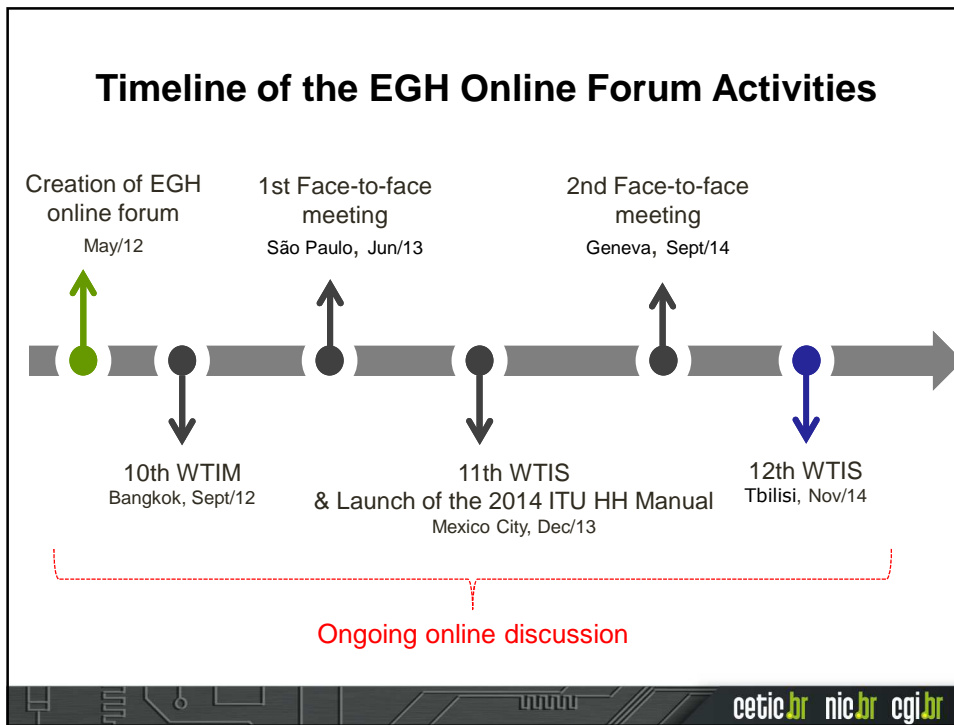 Timeline of the EGH Online Forum Activities
Creation of EGH
online forum
May/12
1st Face-to-face
meeting
São Paulo, Jun/13
2nd Face-to-face
meeting
Geneva, Sept/14
10th WTIM
Bangkok, Sept/12
11th WTIS
& Launch of the 2014 ITU HH Manual
Mexico City, Dec/13
12th WTIS
Tbilisi, Nov/14
Ongoing online discussion
cetic.br nic.br cgi.br